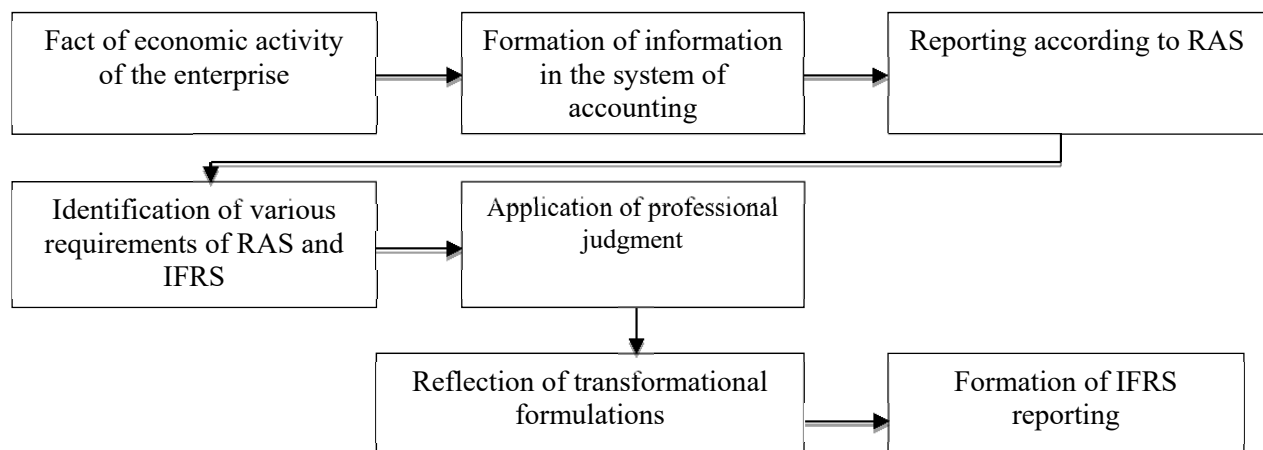 Fact of economic activity
of the enterprise
Formation of information
in the system of
accounting
Reporting according to RAS
Identification of various
requirements of RAS and
IFRS
Application of professional
judgment
Reflection of transformational
formulations
Formation of IFRS
reporting